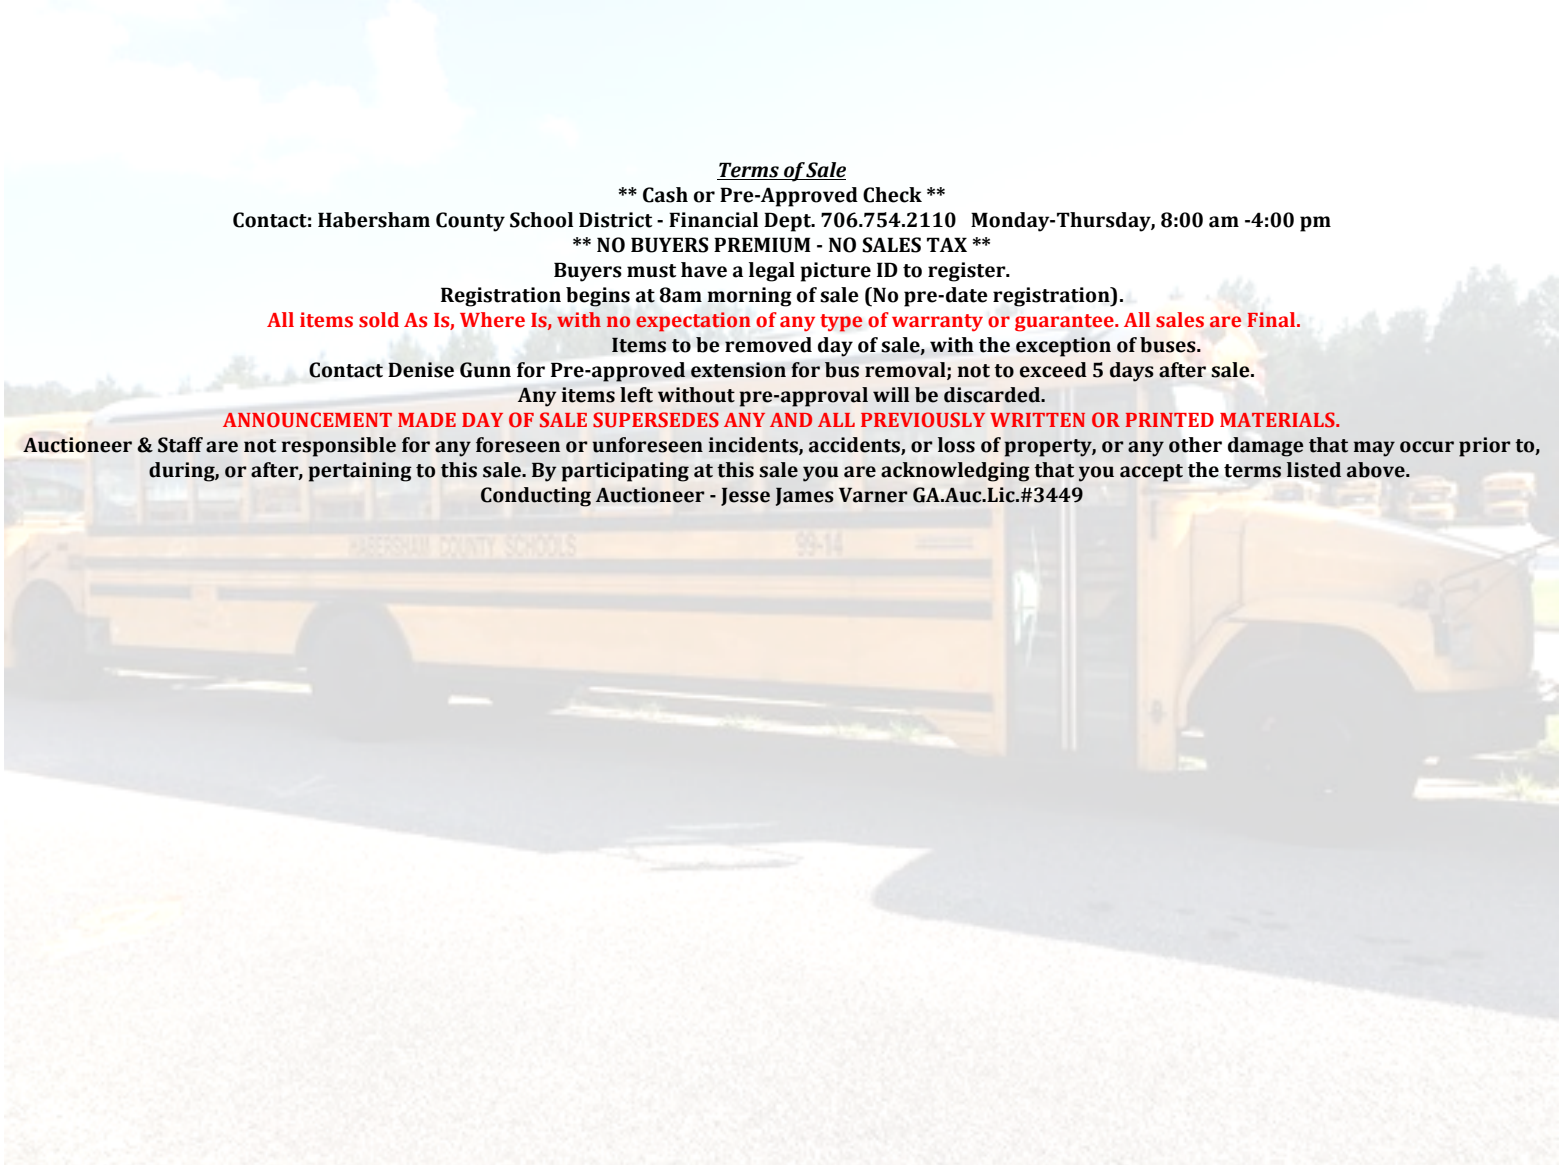 Terms of Sale
** Cash or Pre-Approved Check **
Contact: Habersham County School District - Financial Dept. 706.754.2110 Monday-Thursday, 8:00 am -4:00 pm
** NO BUYERS PREMIUM - NO SALES TAX **
Buyers must have a legal picture ID to register.
Registration begins at 8am morning of sale (No pre-date registration).
All items sold As Is, Where Is, with no expectation of any type of warranty or guarantee. All sales are Final.
Items to be removed day of sale, with the exception of buses.
Contact Denise Gunn for Pre-approved extension for bus removal; not to exceed 5 days after sale.
Any items left without pre-approval will be discarded.
ANNOUNCEMENT MADE DAY OF SALE SUPERSEDES ANY AND ALL PREVIOUSLY WRITTEN OR PRINTED MATERIALS.
Auctioneer & Staff are not responsible for any foreseen or unforeseen incidents, accidents, or loss of property, or any other damage that may occur prior to,
during, or after, pertaining to this sale. By participating at this sale you are acknowledging that you accept the terms listed above.
Conducting Auctioneer - Jesse James Varner GA.Auc.Lic.#3449
HABERSHAM COUNTY SCHOOLS 99-14